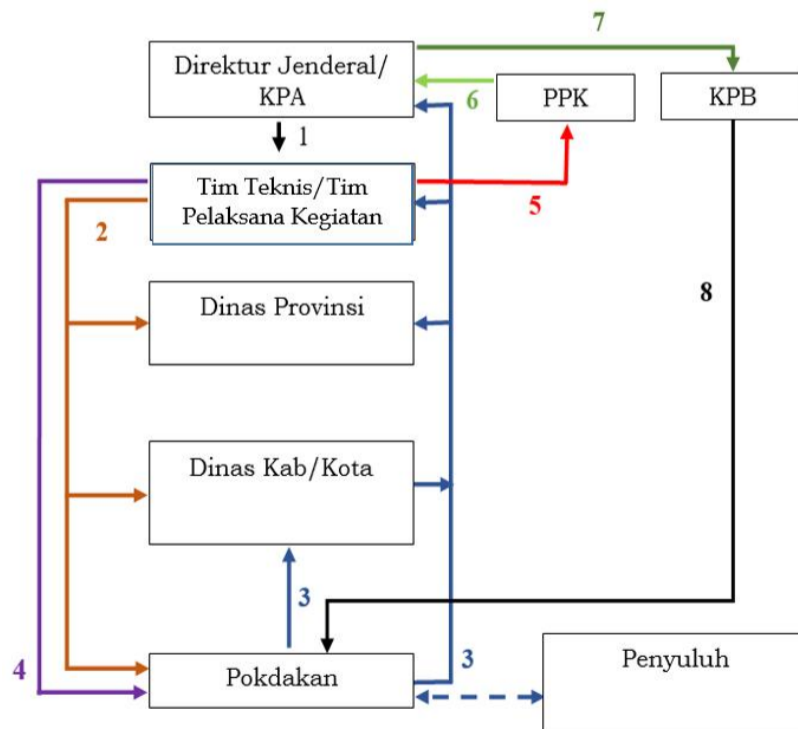 7
Direktur Jenderal/
KPA
6
PPK
KPB
1
Tim Teknis/Tim
Pelaksana Kegiatan
5
2
Dinas Provinsi
8
Dinas Kab/Kota
3
4
Pokdakan
3
Penyuluh